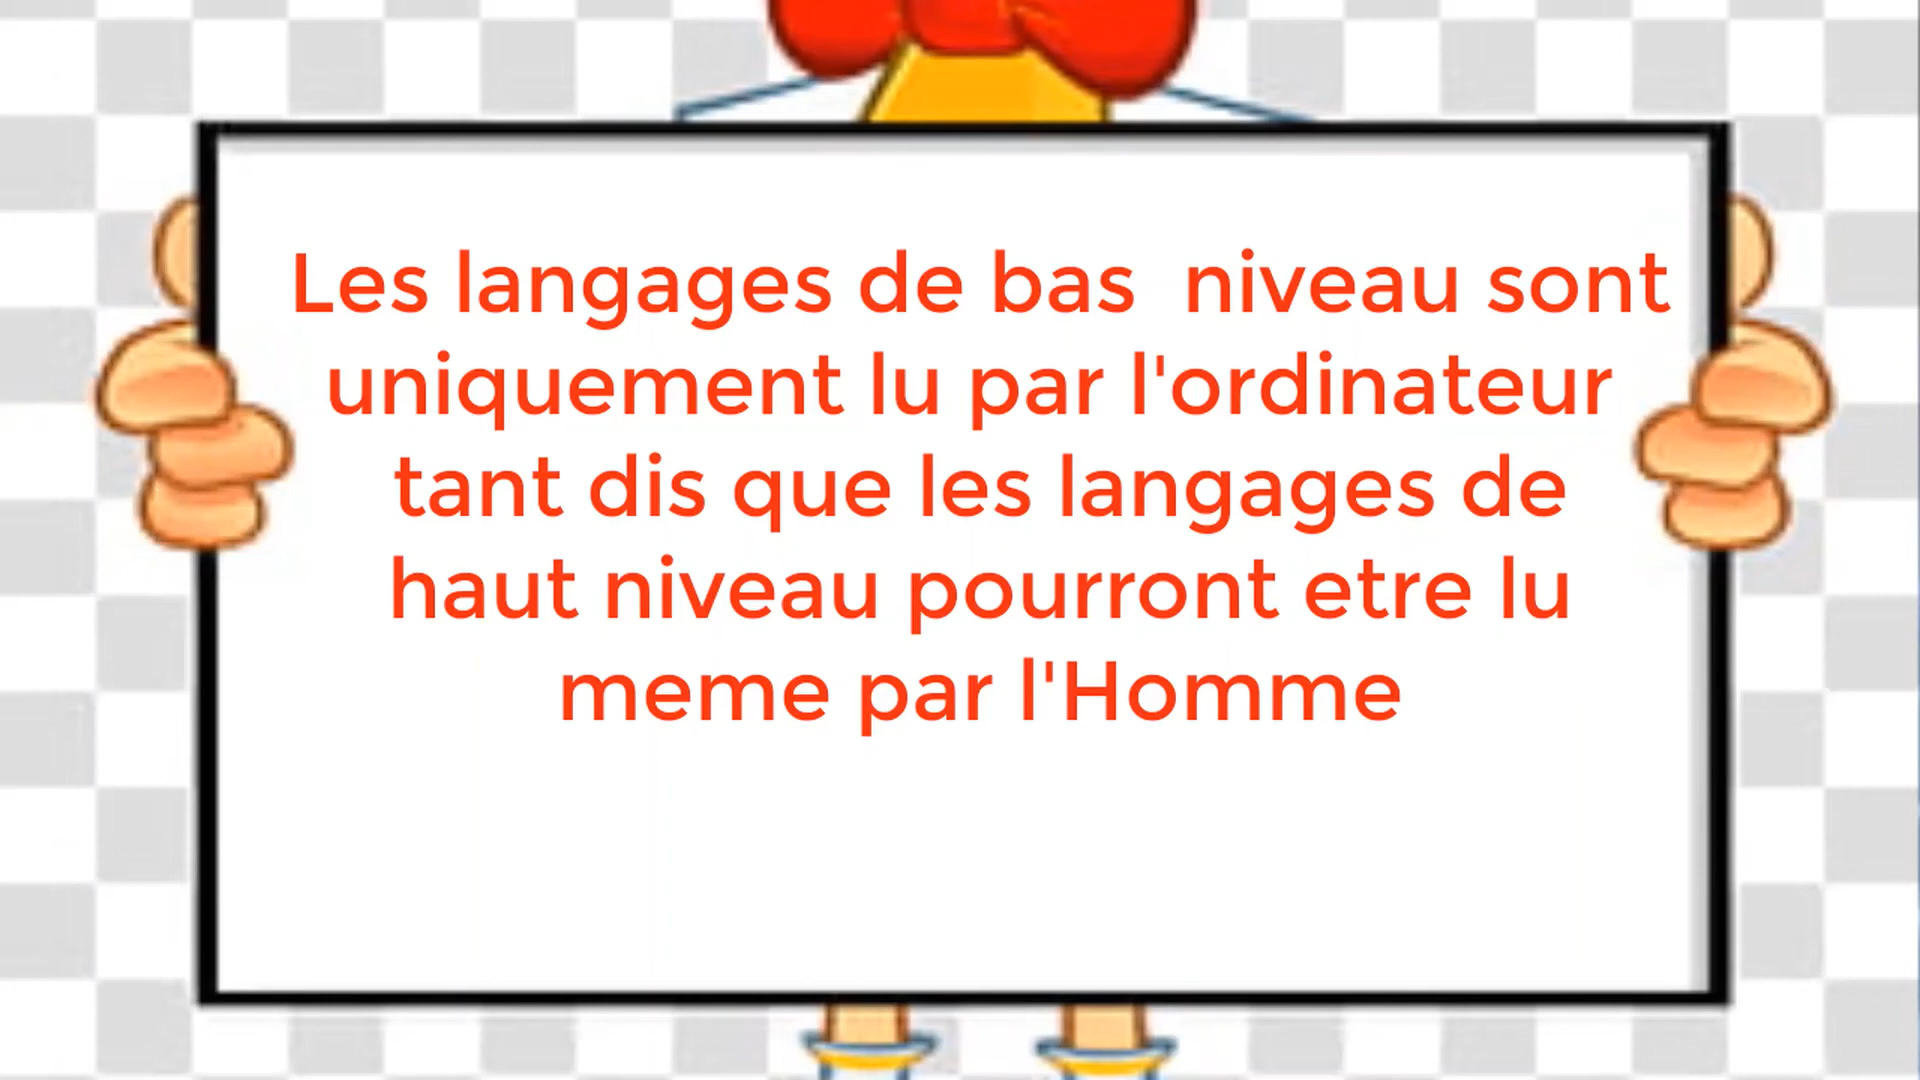 Les langages de bas  niveau sont
uniquement lu par l'ordinateur
tant dis que les langages de
haut niveau pourront etre lu
meme par l'Homme